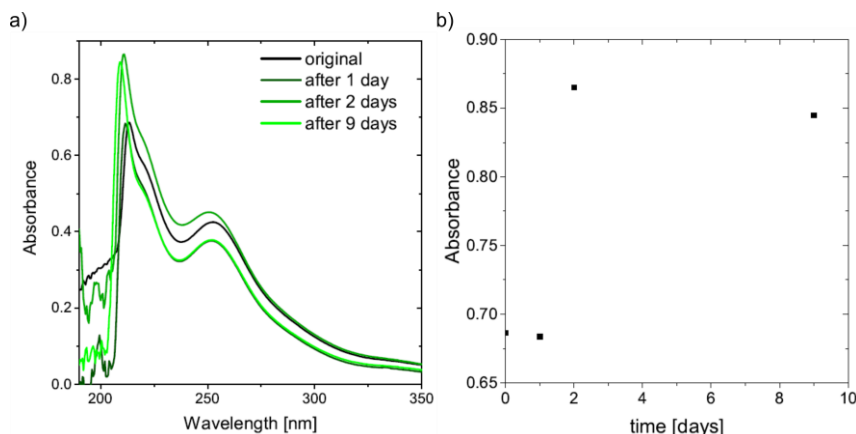 a)
b)
original
after 1 day
after 2 days
after 9 days
0.8
0.6
0.4
0.2
0.0
Absorbance
200
250
300
350
Wavelength [nm]
0.90
0.85
0.80
0.75
0.70
0.65
Absorbance
0
2
4
6
8
10
time [days]